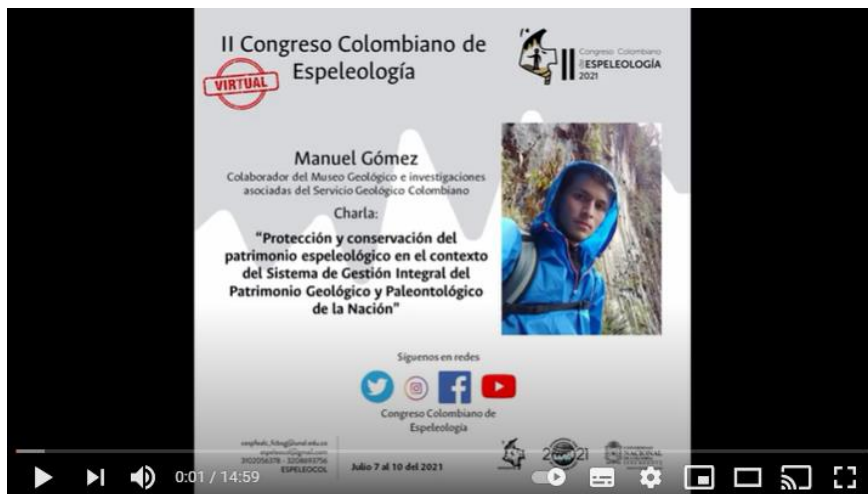 II Congreso Colombiano de
Espeleología
VIRTUAL
II
Congreso Colombiano
de ESPELEOLOGÍA
2021
Manuel Gómez
Colaborador del Museo Geológico e investigaciones
asociadas del Servicio Geológico Colombiano
Charla:
“Protección y conservación del
patrimonio espeleológico en el contexto
del Sistema de Gestión Integral del
Patrimonio Geológico y Paleontológico
de la Nación”
Síguenos en redes
Congreso Colombiano de
Espeleología
ESPELEOCOL
Julio 7 al 10 del 2021
NACIONAL
0:01 / 14:59